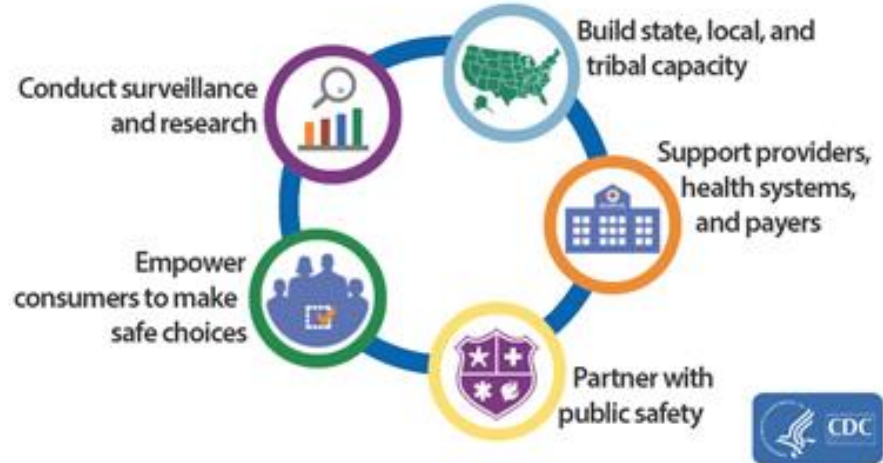 Conduct surveillance
and research
Build state, local, and
tribal capacity
Support providers,
health systems,
and payers
Partner with
public safety
Empower
consumers to make
safe choices
CDC